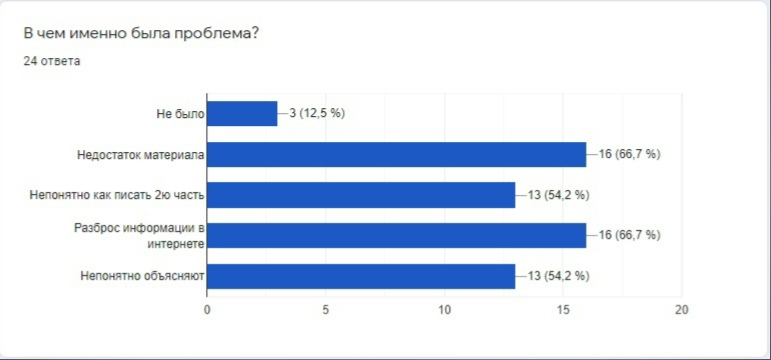 В чем именно была проблема?
24 ответа
Не было
3 (12,5 %)
Недостаток материала
16 (66,7 %)
Непонятно как писать 2ю часть
13 (54,2 %)
Разброс информации в
интернете
16 (66,7 %)
Непонятно объясняют
13 (54,2 %)
0 5 10 15 20